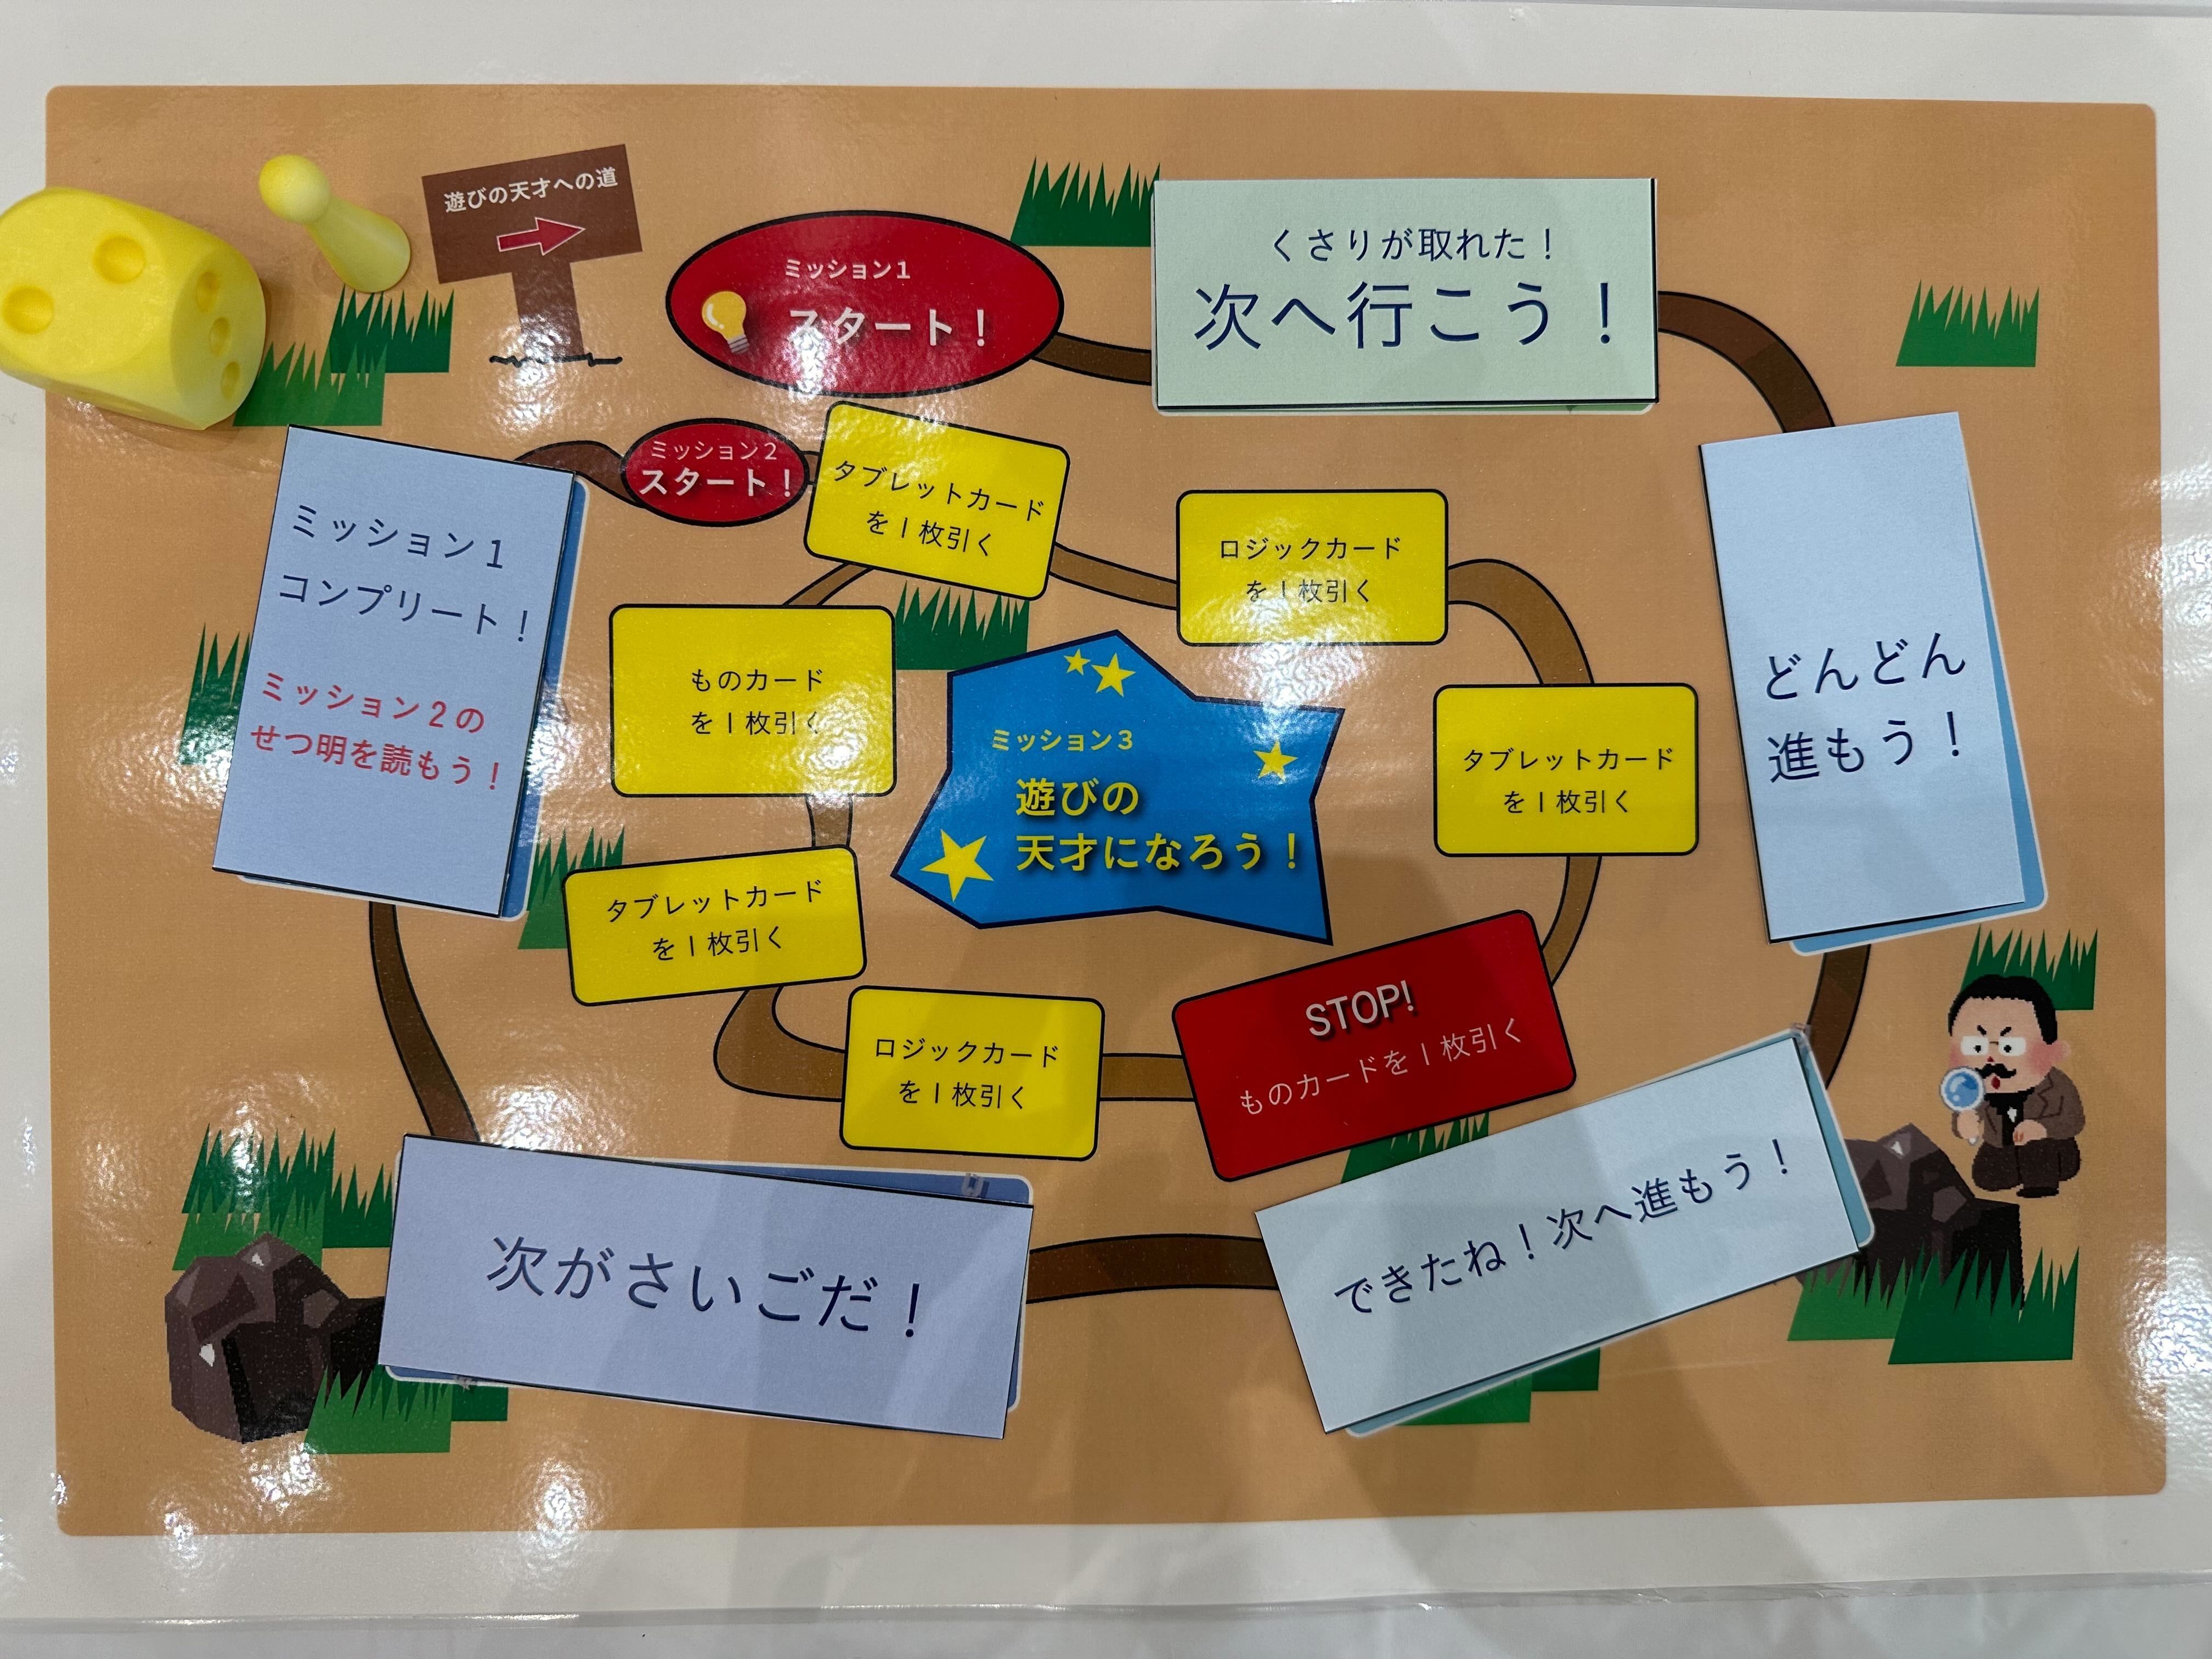 遊びの天才への道
ミッション１
スタート！
くさりが取れた！
次へ行こう！
どんどん
進もう！
できたね！次へ進もう！
次がさいごだ！
ミッション１
コンプリート！
ミッション２の
せつ明を読もう！
ミッション２
スタート！
タブレットカード
を１枚引く
ロジックカード
を１枚引く
タブレットカード
を１枚引く
STOP!
ものカードを１枚引く
ロジックカード
を１枚引く
タブレットカード
を１枚引く
ものカード
を１枚引く
ミッション３
遊びの
天才になろう！